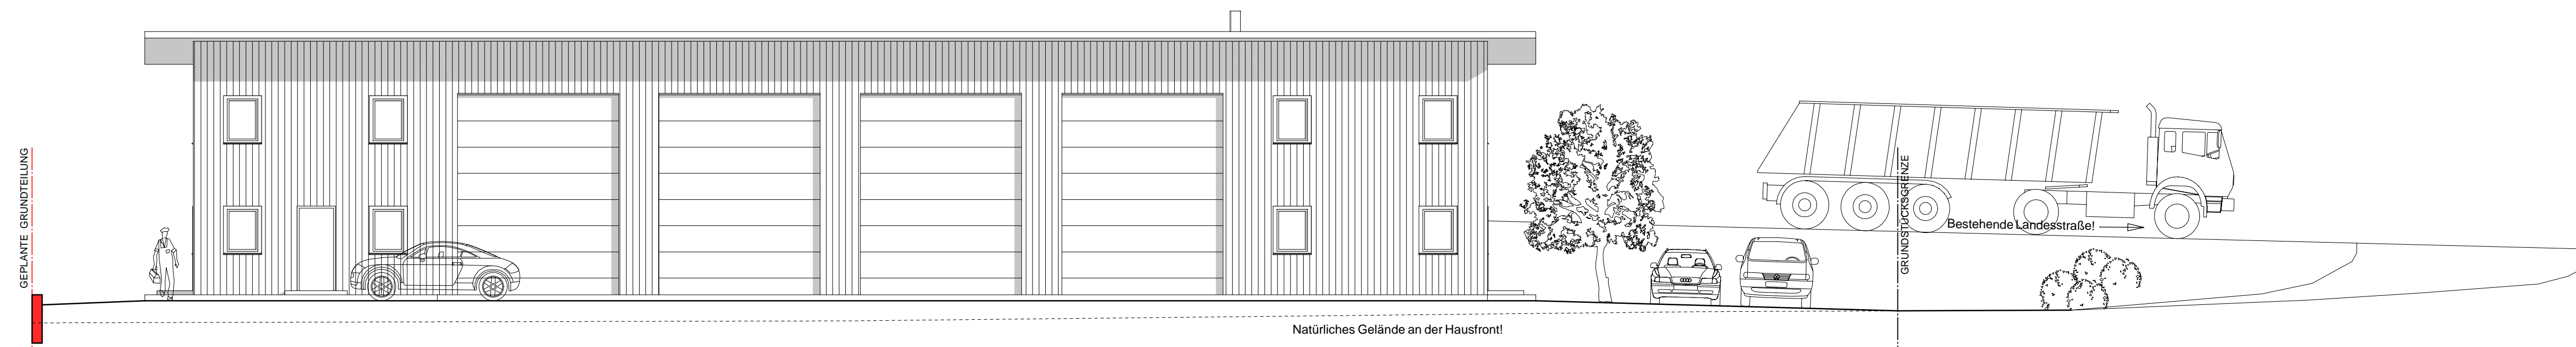 GEPLANTE GRUNDTEILUNG
GRUNDSTÜCKSGRENZE
Bestehende Landesstraße!
Natürliches Gelände an der Hausfront!